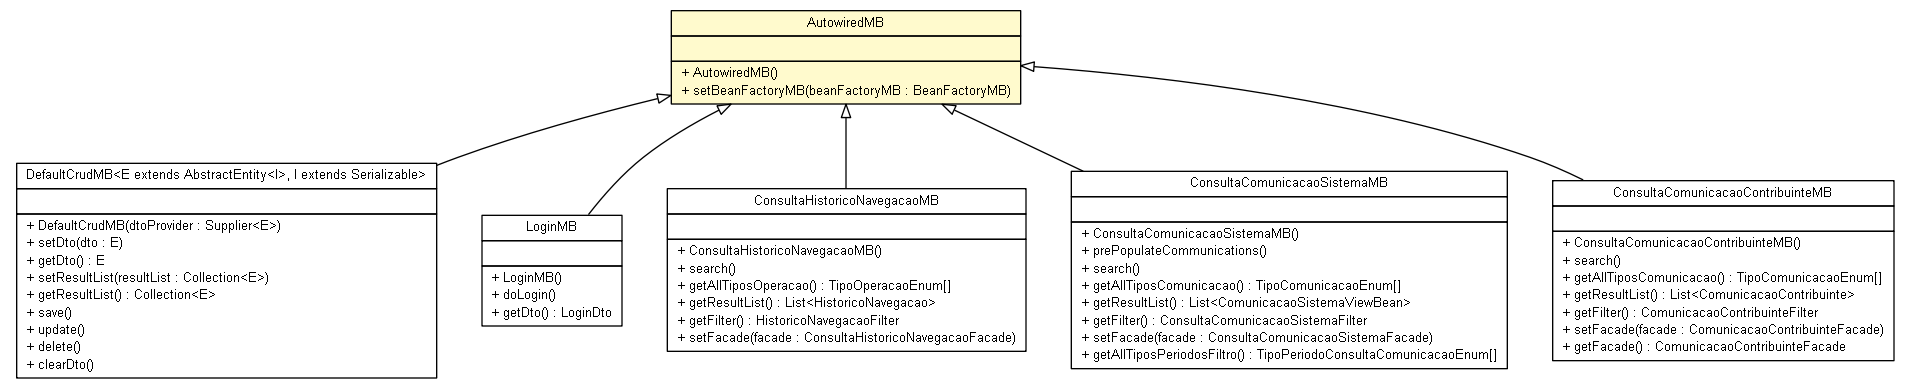 AutowiredMB
+ AutowiredMB()
+ setBeanFactoryMB(beanFactoryMB : BeanFactoryMB)
DefaultCrudMB<E extends AbstractEntity<I>, I extends Serializable>
+ DefaultCrudMB(dtoProvider : Supplier<E>)
+ setDto(dto : E)
+ getDto() : E
+ setResultList(resultList : Collection<E>)
+ getResultList() : Collection<E>
+ save()
+ update()
+ delete()
+ clearDto()
LoginMB
+ LoginMB()
+ doLogin()
+ getDto() : LoginDto
ConsultaHistoricoNavegacaoMB
+ ConsultaHistoricoNavegacaoMB()
+ search()
+ getAllTiposOperacao() : TipoOperacaoEnum[]
+ getResultList() : List<HistoricoNavegacao>
+ getFilter() : HistoricoNavegacaoFilter
+ setFacade(facade : ConsultaHistoricoNavegacaoFacade)
ConsultaComunicacaoSistemaMB
+ ConsultaComunicacaoSistemaMB()
+ prePopulateCommunications()
+ search()
+ getAllTiposComunicacao() : TipoComunicacaoEnum[]
+ getResultList() : List<ComunicacaoSistemaViewBean>
+ getFilter() : ConsultaComunicacaoSistemaFilter
+ setFacade(facade : ConsultaComunicacaoSistemaFacade)
+ getAllTiposPeriodosFiltro() : TipoPeriodoConsultaComunicacaoEnum[]
ConsultaComunicacaoContribuinteMB
+ ConsultaComunicacaoContribuinteMB()
+ search()
+ getAllTiposComunicacao() : TipoComunicacaoEnum[]
+ getResultList() : List<ComunicacaoContribuinte>
+ getFilter() : ComunicacaoContribuinteFilter
+ setFacade(facade : ComunicacaoContribuinteFacade)
+ getFacade() : ComunicacaoContribuinteFacade